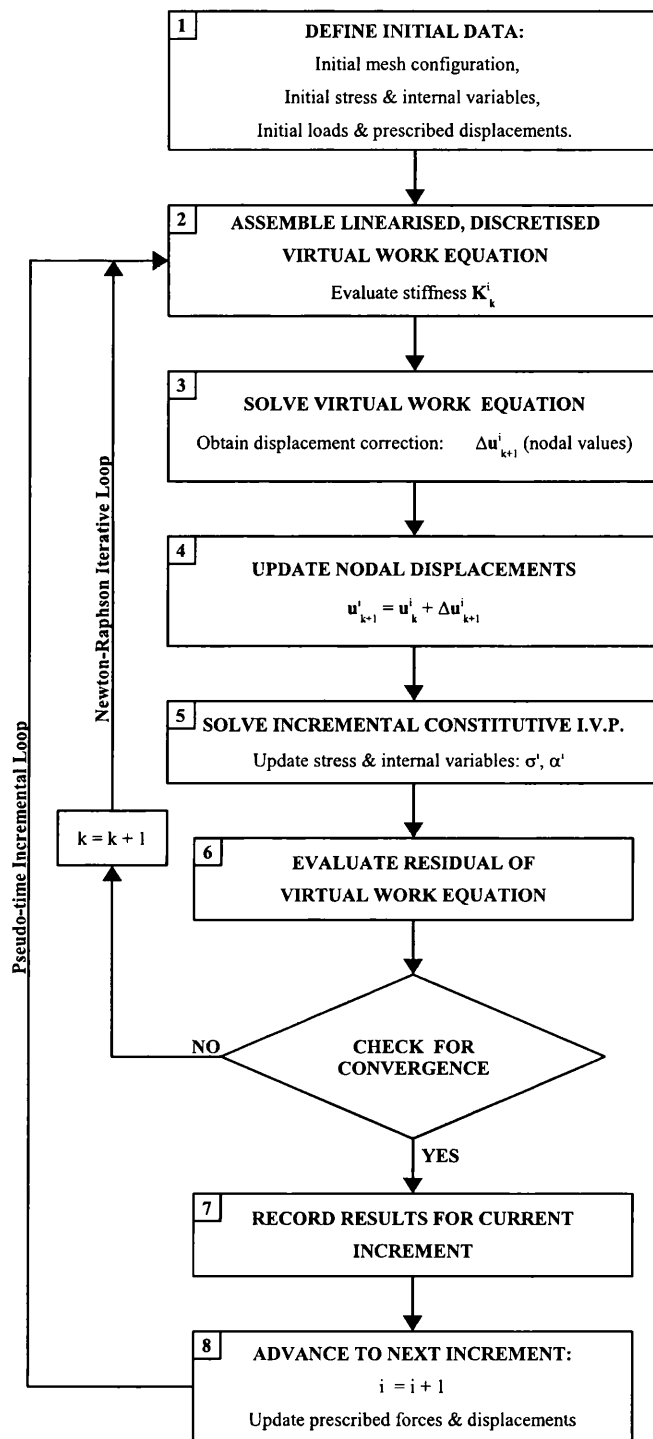 1
DEFINE INITIAL DATA:
Initial mesh configuration,
Initial stress & internal variables,
Initial loads & prescribed displacements.
2
ASSEMBLE LINEARISED, DISCRETISED
VIRTUAL WORK EQUATION
Evaluate stiffness K^i_k
3
SOLVE VIRTUAL WORK EQUATION
Obtain displacement correction: Δu^i_{k+1} (nodal values)
4
UPDATE NODAL DISPLACEMENTS
u^i_{k+1} = u^i_k + Δu^i_{k+1}
5
SOLVE INCREMENTAL CONSTITUTIVE I.V.P.
Update stress & internal variables: σ^i, α^i
6
EVALUATE RESIDUAL OF
VIRTUAL WORK EQUATION
CHECK FOR
CONVERGENCE
NO
YES
k = k + 1
Newton-Raphson Iterative Loop
Pseudo-time Incremental Loop
7
RECORD RESULTS FOR CURRENT
INCREMENT
8
ADVANCE TO NEXT INCREMENT:
i = i + 1
Update prescribed forces & displacements